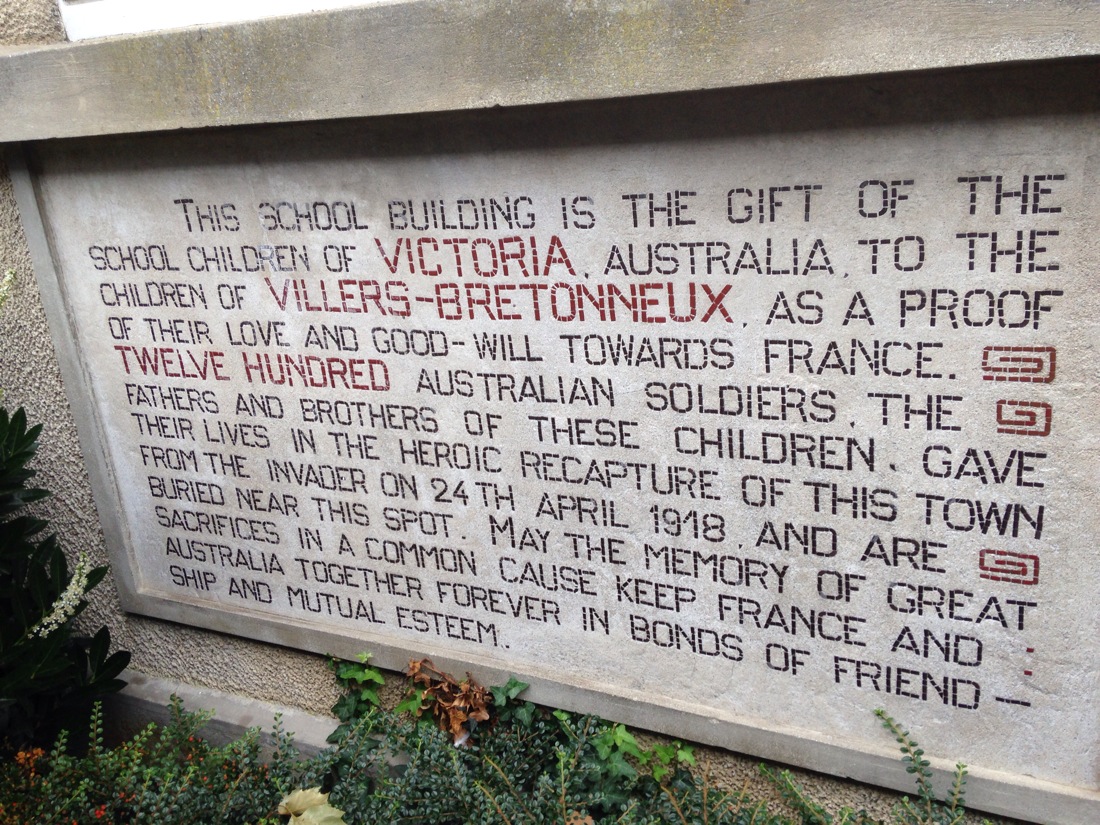 THIS SCHOOL BUILDING IS THE GIFT OF THE
SCHOOL CHILDREN OF VICTORIA, AUSTRALIA, TO THE
CHILDREN OF VILLERS-BRETONNEUX, AS A PROOF
OF THEIR LOVE AND GOOD-WILL TOWARDS FRANCE.
TWELVE HUNDRED AUSTRALIAN SOLDIERS, THE
FATHERS AND BROTHERS OF THESE CHILDREN, GAVE
THEIR LIVES IN THE HEROIC RECAPTURE OF THIS TOWN
FROM THE INVADER ON 24TH APRIL 1918, AND ARE
BURIED NEAR THIS SPOT. MAY THE MEMORY OF GREAT
SACRIFICES IN A COMMON CAUSE KEEP FRANCE AND :
AUSTRALIA TOGETHER FOREVER IN BONDS OF FRIEND-
SHIP AND MUTUAL ESTEEM.